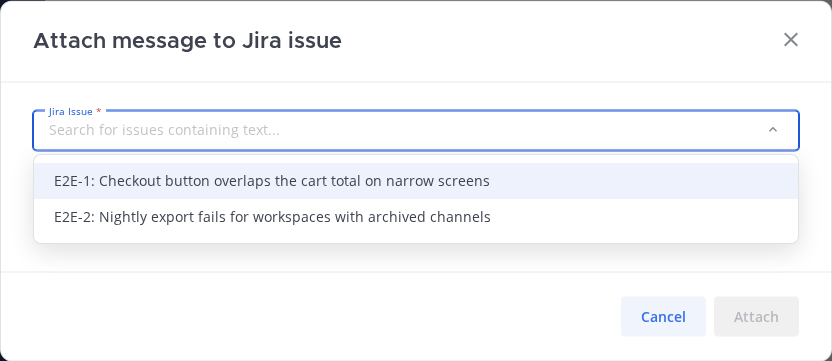 Attach message to Jira issue
Jira Issue *
Search for issues containing text...
E2E-1: Checkout button overlaps the cart total on narrow screens
E2E-2: Nightly export fails for workspaces with archived channels
Cancel
Attach